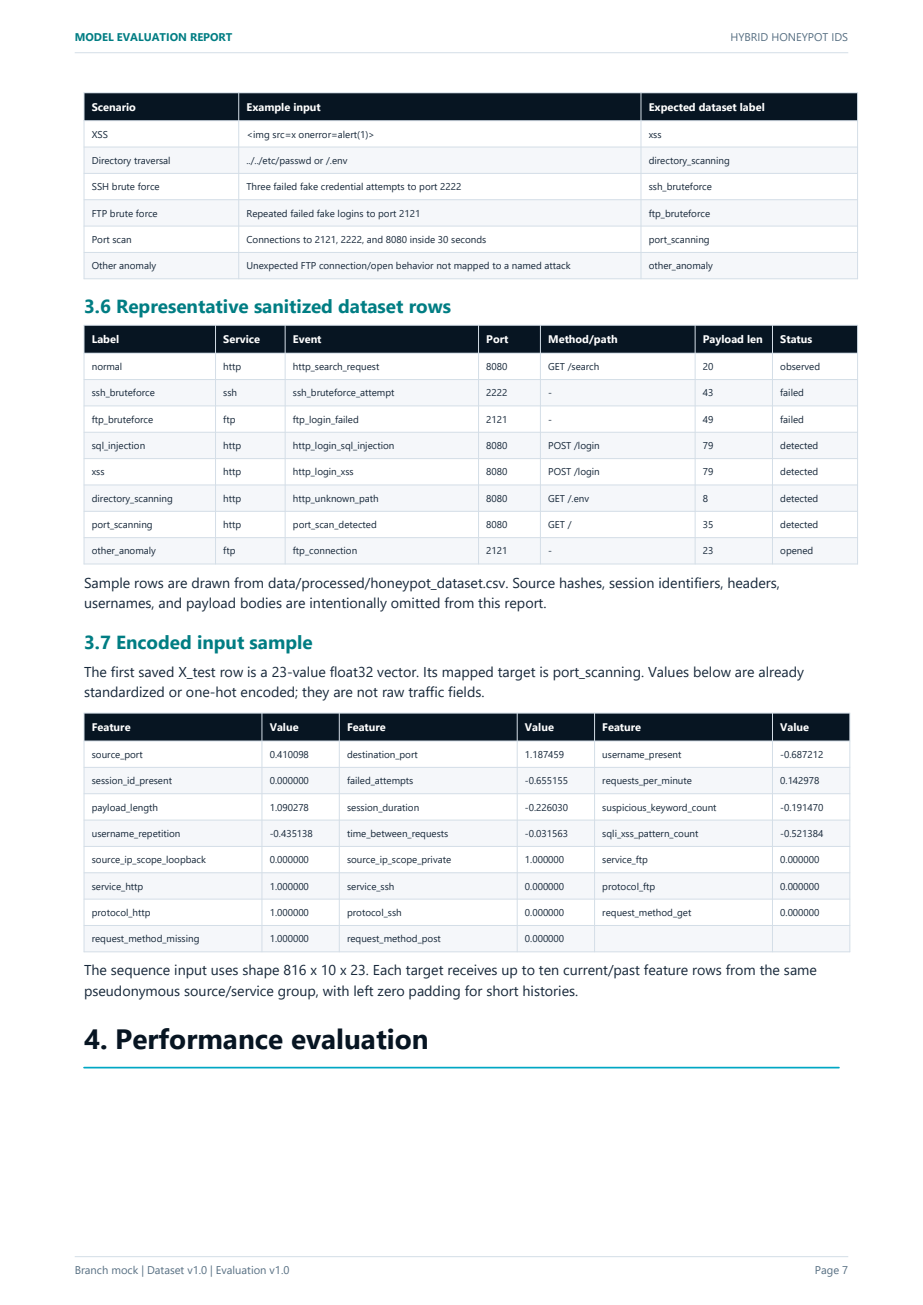 MODEL EVALUATION REPORT HYBRID HONEYPOT IDS
Scenario Example input Expected dataset label
XSS <img src=x onerror=alert(1)> xss
Directory traversal ../../etc/passwd or /.env directory_scanning
SSH brute force Three failed fake credential attempts to port 2222 ssh_bruteforce
FTP brute force Repeated failed fake logins to port 2121 ftp_bruteforce
Port scan Connections to 2121, 2222, and 8080 inside 30 seconds port_scanning
Other anomaly Unexpected FTP connection/open behavior not mapped to a named attack other_anomaly
3.6 Representative sanitized dataset rows
Label Service Event Port Method/path Payload len Status
normal http http_search_request 8080 GET /search 20 observed
ssh_bruteforce ssh ssh_bruteforce_attempt 2222 - 43 failed
ftp_bruteforce ftp ftp_login_failed 2121 - 49 failed
sql_injection http http_login_sql_injection 8080 POST /login 79 detected
xss http http_login_xss 8080 POST /login 79 detected
directory_scanning http http_unknown_path 8080 GET /.env 8 detected
port_scanning http port_scan_detected 8080 GET / 35 detected
other_anomaly ftp ftp_connection 2121 - 23 opened
Sample rows are drawn from data/processed/honeypot_dataset.csv. Source hashes, session identifiers, headers,
usernames, and payload bodies are intentionally omitted from this report.
3.7 Encoded input sample
The first saved X_test row is a 23-value float32 vector. Its mapped target is port_scanning. Values below are already
standardized or one-hot encoded; they are not raw traffic fields.
Feature Value Feature Value Feature Value
source_port 0.410098 destination_port 1.187459 username_present -0.687212
session_id_present 0.000000 failed_attempts -0.655155 requests_per_minute 0.142978
payload_length 1.090278 session_duration -0.226030 suspicious_keyword_count -0.191470
username_repetition -0.435138 time_between_requests -0.031563 sqli_xss_pattern_count -0.521384
source_ip_scope_loopback 0.000000 source_ip_scope_private 1.000000 service_ftp 0.000000
service_http 1.000000 service_ssh 0.000000 protocol_ftp 0.000000
protocol_http 1.000000 protocol_ssh 0.000000 request_method_get 0.000000
request_method_missing 1.000000 request_method_post 0.000000
The sequence input uses shape 816 x 10 x 23. Each target receives up to ten current/past feature rows from the same
pseudonymous source/service group, with left zero padding for short histories.
4. Performance evaluation
Branch mock | Dataset v1.0 | Evaluation v1.0 Page 7